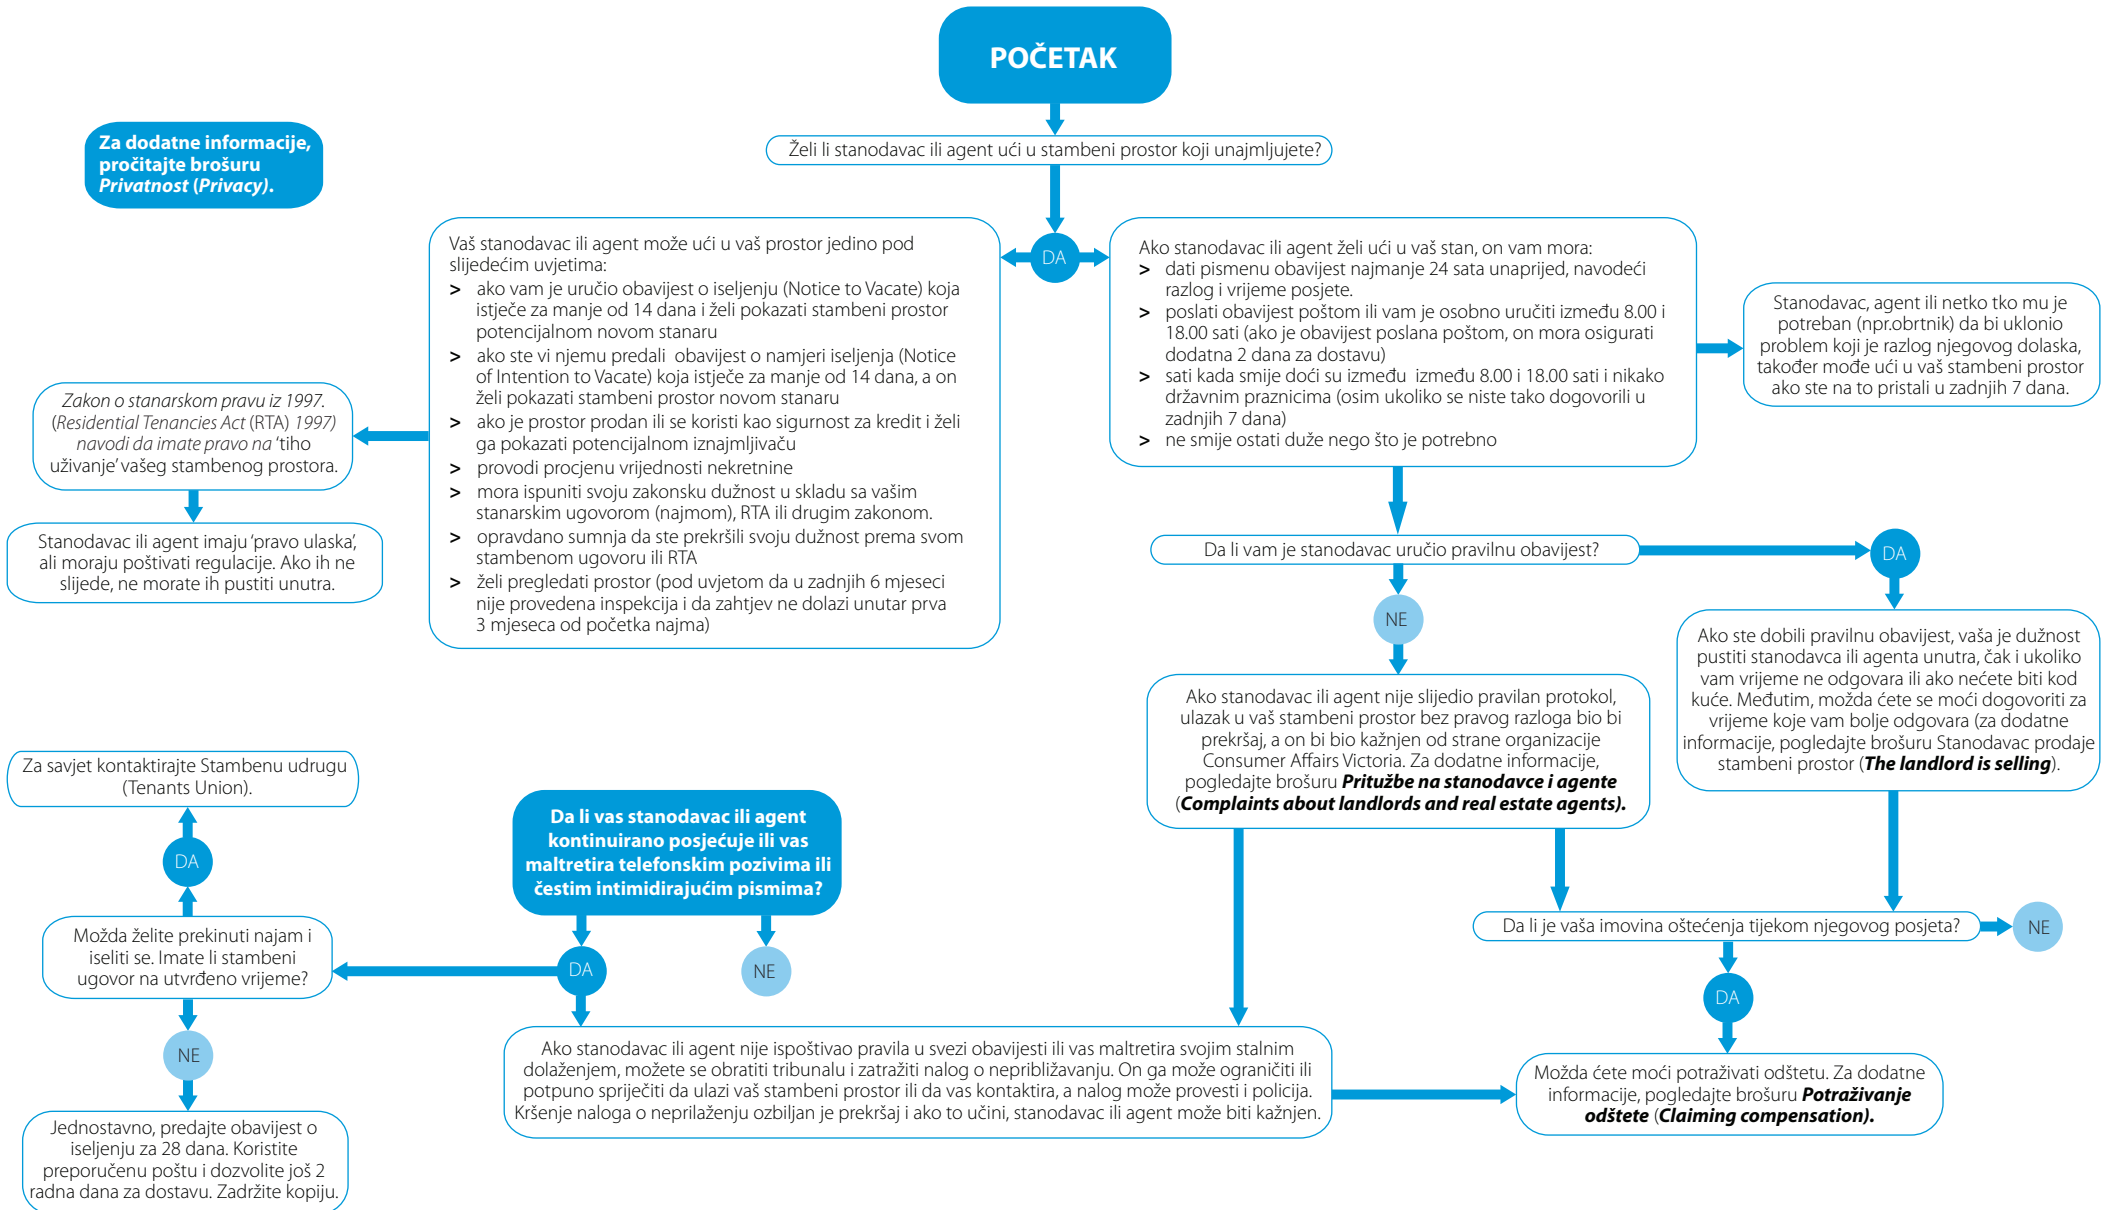 POČETAK
Želi li stanodavac ili agent ući u stambeni prostor koji unajmljujete?
Za dodatne informacije,
pročitajte brošuru
Privatnost (Privacy).
DA
Vaš stanodavac ili agent može ući u vaš prostor jedino pod
slijedećim uvjetima:
> ako vam je uručio obavijest o iseljenju (Notice to Vacate) koja
istječe za manje od 14 dana i želi pokazati stambeni prostor
potencijalnom novom stanaru
> ako ste vi njemu predali obavijest o namjeri iseljenja (Notice
of Intention to Vacate) koja istječe za manje od 14 dana, a on
želi pokazati stambeni prostor novom stanaru
> ako je prostor prodan ili se koristi kao sigurnost za kredit i želi
ga pokazati potencijalnom iznajmljivaču
> provodi procjenu vrijednosti nekretnine
> mora ispuniti svoju zakonsku dužnost u skladu sa vašim
stanarskim ugovorom (najmom), RTA ili drugim zakonom.
> opravdano sumnja da ste prekršili svoju dužnost prema svom
stambenom ugovoru ili RTA
> želi pregledati prostor (pod uvjetom da u zadnjih 6 mjeseci
nije provedena inspekcija i da zahtjev ne dolazi unutar prva
3 mjeseca od početka najma)
Ako stanodavac ili agent želi ući u vaš stan, on vam mora:
> dati pismenu obavijest najmanje 24 sata unaprijed, navodeći
razlog i vrijeme posjete.
> poslati obavijest poštom ili vam je osobno uručiti između 8.00 i
18.00 sati (ako je obavijest poslana poštom, on mora osigurati
dodatna 2 dana za dostavu)
> sati kada smije doći su između između 8.00 i 18.00 sati i nikako
državnim praznicima (osim ukoliko se niste tako dogovorili u
zadnjih 7 dana)
> ne smije ostati duže nego što je potrebno
Stanodavac, agent ili netko tko mu je
potreban (npr.obrtnik) da bi uklonio
problem koji je razlog njegovog dolaska,
također mođe ući u vaš stambeni prostor
ako ste na to pristali u zadnjih 7 dana.
Zakon o stanarskom pravu iz 1997.
(Residential Tenancies Act (RTA) 1997)
navodi da imate pravo na 'tiho
uživanje' vašeg stambenog prostora.
Stanodavac ili agent imaju 'pravo ulaska',
ali moraju poštivati regulacije. Ako ih ne
slijede, ne morate ih pustiti unutra.
Da li vam je stanodavac uručio pravilnu obavijest?
DA
NE
Ako ste dobili pravilnu obavijest, vaša je dužnost
pustiti stanodavca ili agenta unutra, čak i ukoliko
vam vrijeme ne odgovara ili ako nećete biti kod
kuće. Međutim, možda ćete se moći dogovoriti za
vrijeme koje vam bolje odgovara (za dodatne
informacije, pogledajte brošuru Stanodavac prodaje
stambeni prostor (The landlord is selling).
Ako stanodavac ili agent nije slijedio pravilan protokol,
ulazak u vaš stambeni prostor bez pravog razloga bio bi
prekršaj, a on bi bio kažnjen od strane organizacije
Consumer Affairs Victoria. Za dodatne informacije,
pogledajte brošuru Pritužbe na stanodavce i agente
(Complaints about landlords and real estate agents).
Za savjet kontaktirajte Stambenu udrugu
(Tenants Union).
DA
Da li vas stanodavac ili agent
kontinuirano posjećuje ili vas
maltretira telefonskim pozivima ili
čestim intimidirajućim pismima?
Možda želite prekinuti najam i
iseliti se. Imate li stambeni
ugovor na utvrđeno vrijeme?
DA
NE
Da li je vaša imovina oštećenja tijekom njegovog posjeta?
NE
DA
NE
Jednostavno, predajte obavijest o
iseljenju za 28 dana. Koristite
preporučenu poštu i dozvolite još 2
radna dana za dostavu. Zadržite kopiju.
Ako stanodavac ili agent nije ispoštivao pravila u svezi obavijesti ili vas maltretira svojim stalnim
dolaženjem, možete se obratiti tribunalu i zatražiti nalog o nepribližavanju. On ga može ograničiti ili
potpuno spriječiti da ulazi vaš stambeni prostor ili da vas kontaktira, a nalog može provesti i policija.
Kršenje naloga o neprilaženju ozbiljan je prekršaj i ako to učini, stanodavac ili agent može biti kažnjen.
Možda ćete moći potraživati odštetu. Za dodatne
informacije, pogledajte brošuru Potraživanje
odštete (Claiming compensation).